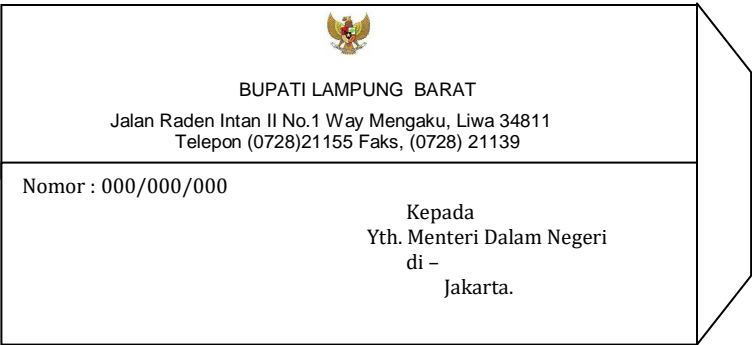 BUPATI LAMPUNG BARAT
Jalan Raden Intan II No.1 Way Mengaku, Liwa 34811
Telepon (0728)21155 Faks, (0728) 21139
Nomor : 000/000/000
Kepada
Yth. Menteri Dalam Negeri
di –
Jakarta.